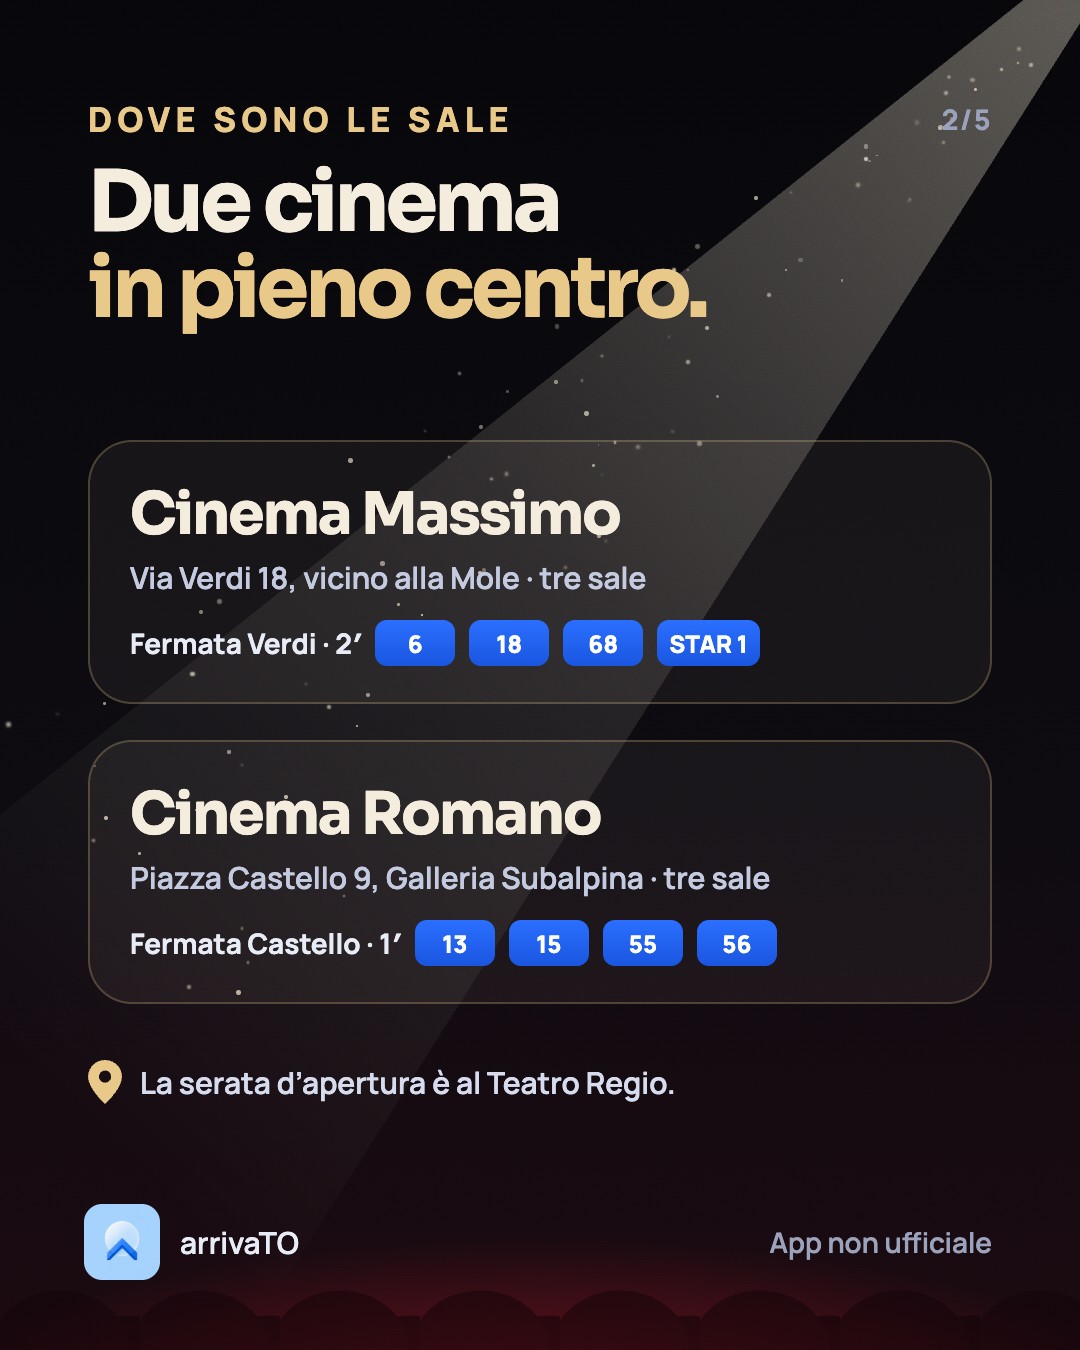 DOVE SONO LE SALE
2/5
Due cinema
in pieno centro.
Cinema Massimo
Via Verdi 18, vicino alla Mole · tre sale
Fermata Verdi · 2′ 6 18 68 STAR 1
Cinema Romano
Piazza Castello 9, Galleria Subalpina · tre sale
Fermata Castello · 1′ 13 15 55 56
La serata d’apertura è al Teatro Regio.
arrivaTO
App non ufficiale